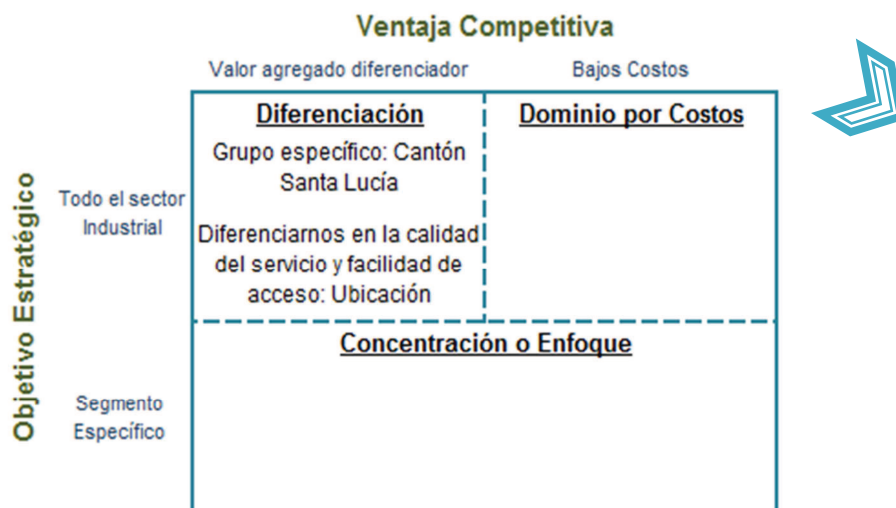 Ventaja Competitiva
Valor agregado diferenciador
Bajos Costos
Objetivo Estratégico
Todo el sector
Industrial
Diferenciación
Grupo específico: Cantón
Santa Lucía
Diferenciarnos en la calidad
del servicio y facilidad de
acceso: Ubicación
Dominio por Costos
Segmento
Específico
Concentración o Enfoque